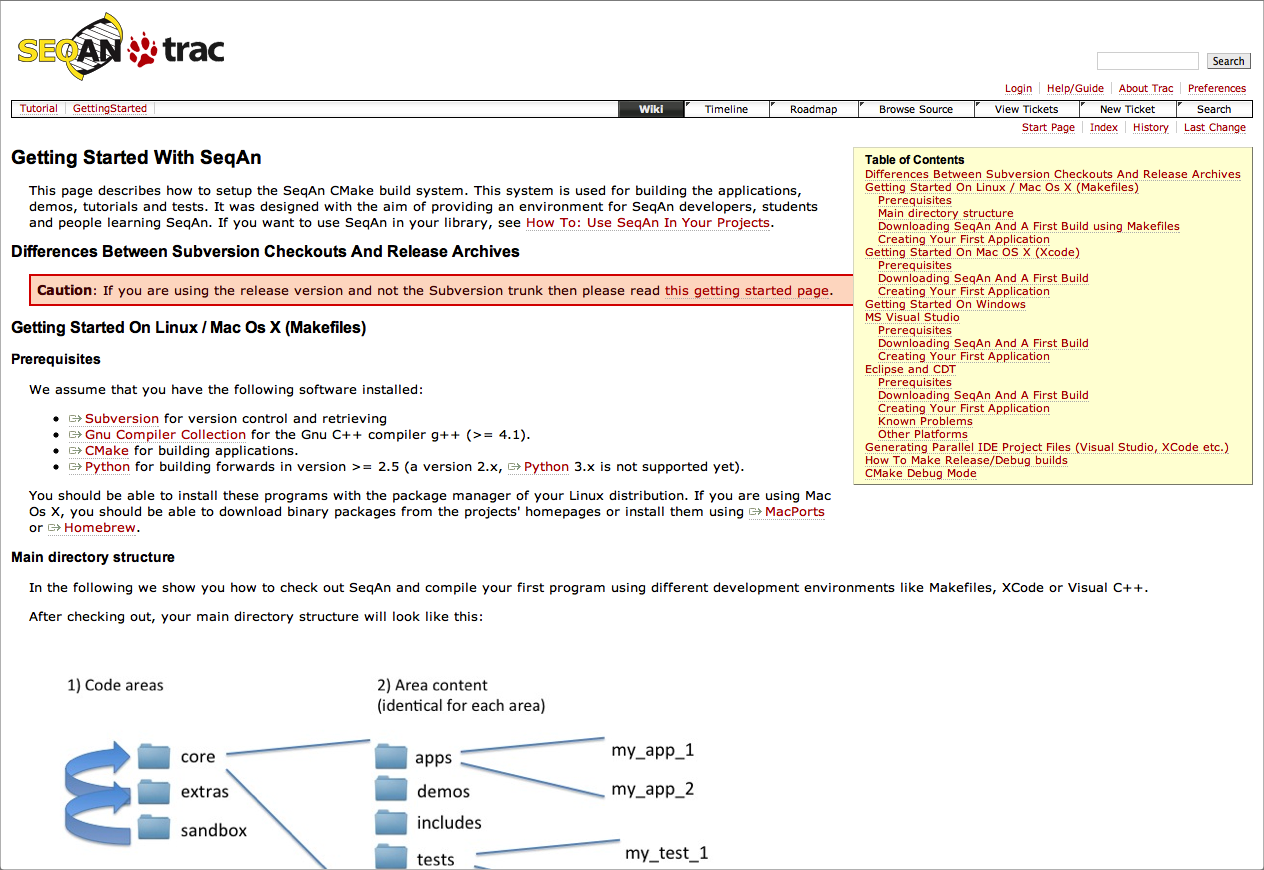 SEQAN trac
Search
Login Help/Guide About Trac Preferences
Tutorial GettingStarted
Wiki Timeline Roadmap Browse Source View Tickets New Ticket Search
Start Page Index History Last Change
Getting Started With SeqAn
This page describes how to setup the SeqAn CMake build system. This system is used for building the applications,
demos, tutorials and tests. It was designed with the aim of providing an environment for SeqAn developers, students
and people learning SeqAn. If you want to use SeqAn in your library, see How To: Use SeqAn In Your Projects.
Differences Between Subversion Checkouts And Release Archives
Caution: If you are using the release version and not the Subversion trunk then please read this getting started page.
Getting Started On Linux / Mac Os X (Makefiles)
Prerequisites
We assume that you have the following software installed:
Subversion for version control and retrieving
Gnu Compiler Collection for the Gnu C++ compiler g++ (>= 4.1).
CMake for building applications.
Python for building forwards in version >= 2.5 (a version 2.x, Python 3.x is not supported yet).
You should be able to install these programs with the package manager of your Linux distribution. If you are using Mac
Os X, you should be able to download binary packages from the projects' homepages or install them using MacPorts
or Homebrew.
Table of Contents
Differences Between Subversion Checkouts And Release Archives
Getting Started On Linux / Mac Os X (Makefiles)
Prerequisites
Main directory structure
Downloading SeqAn And A First Build using Makefiles
Creating Your First Application
Getting Started On Mac OS X (Xcode)
Prerequisites
Downloading SeqAn And A First Build
Creating Your First Application
Getting Started On Windows
MS Visual Studio
Prerequisites
Downloading SeqAn And A First Build
Creating Your First Application
Eclipse and CDT
Prerequisites
Downloading SeqAn And A First Build
Creating Your First Application
Known Problems
Other Platforms
Generating Parallel IDE Project Files (Visual Studio, XCode etc.)
How To Make Release/Debug builds
CMake Debug Mode
Main directory structure
In the following we show you how to check out SeqAn and compile your first program using different development environments like Makefiles, XCode or Visual C++.
After checking out, your main directory structure will look like this:
1) Code areas
core
extras
sandbox
2) Area content
(identical for each area)
apps
demos
includes
tests
my_app_1
my_app_2
my_test_1